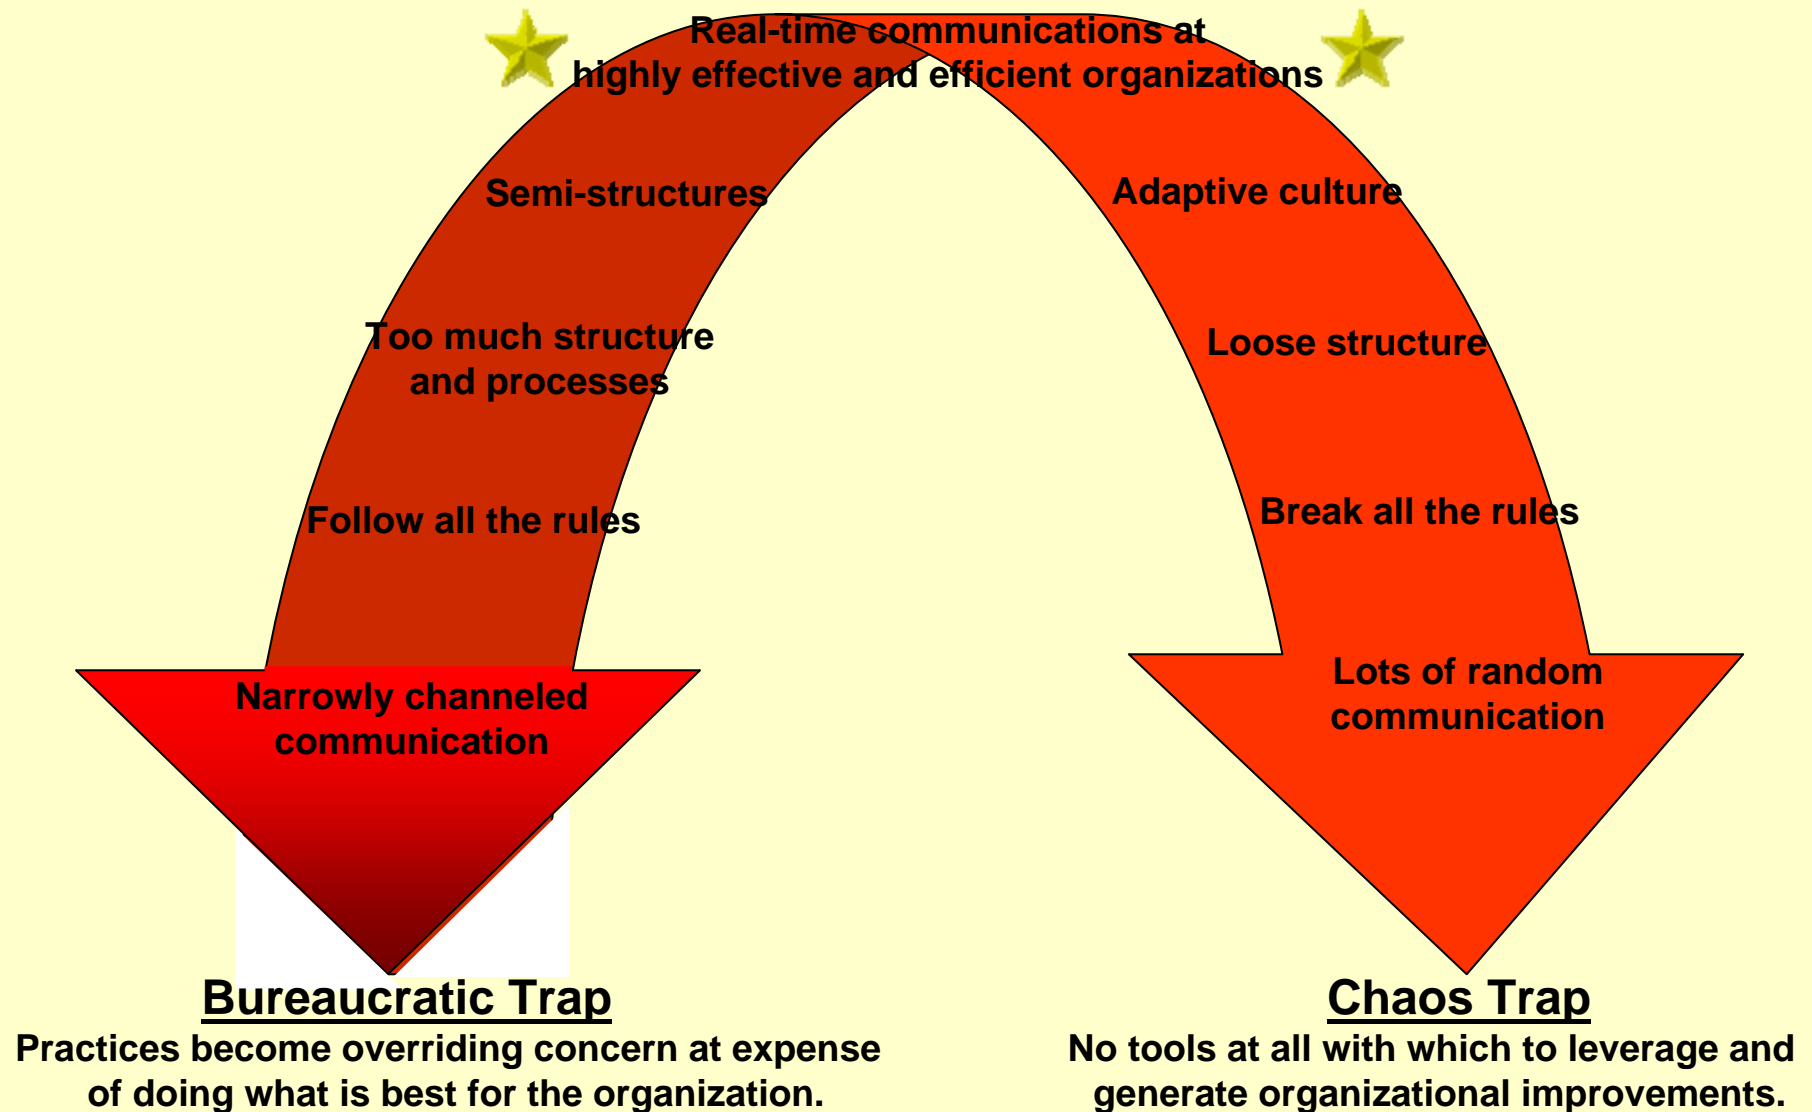 Real-time communications at
highly effective and efficient organizations
Semi-structures
Adaptive culture
Too much structure
and processes
Loose structure
Follow all the rules
Break all the rules
Narrowly channeled
communication
Lots of random
communication
Bureaucratic Trap
Practices become overriding concern at expense
of doing what is best for the organization.
Chaos Trap
No tools at all with which to leverage and
generate organizational improvements.